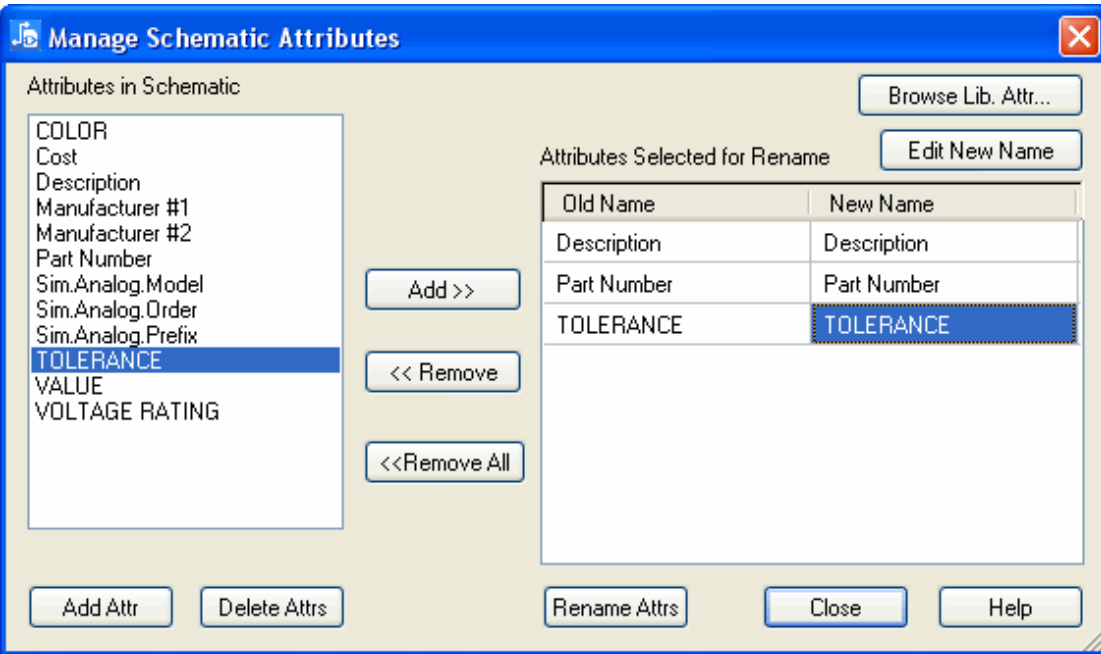 Manage Schematic Attributes
Attributes in Schematic
Browse Lib. Attr...
COLOR
Cost
Description
Manufacturer #1
Manufacturer #2
Part Number
Sim.Analog.Model
Sim.Analog.Order
Sim.Analog.Prefix
TOLERANCE
VALUE
VOLTAGE RATING
Add >>
<< Remove
<<Remove All
Attributes Selected for Rename
Edit New Name
Old Name New Name
Description Description
Part Number Part Number
TOLERANCE TOLERANCE
Add Attr
Delete Attrs
Rename Attrs
Close
Help